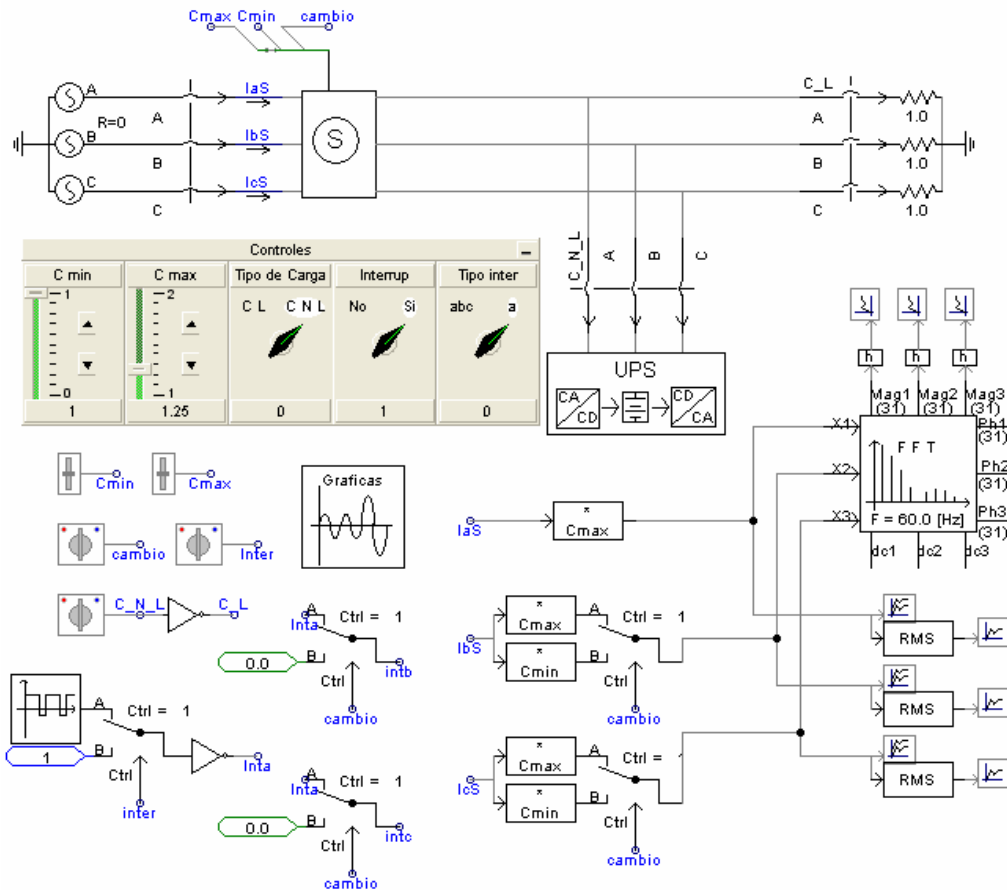 Cmax Cmin cambio
A IaS C_L
R=0 A A 1.0
B IbS S
B B 1.0
C IcS
C C 1.0
Controles
C min C max Tipo de Carga Interrup Tipo inter
1 2 C L C N L No Si abc a
0 1
1 1.25 0 1 0
C_N_L A B C
UPS
CA CD CD CA
h h h
Mag1 Mag2 Mag3
(31) (31) (31)
X1 Ph1
(31)
F F T
X2 Ph2
(31)
X3 Ph3
F = 60.0 [Hz] (31)
dc1 dc2 dc3
Cmin Cmax
Graficas
cambio Inter
IaS * Cmax
C_N_L C_L
Inta A Ctrl = 1
0.0 B intb
Ctrl
cambio
* Cmax A Ctrl = 1
IbS
* Cmin B
Ctrl
cambio
RMS
RMS
RMS
A Ctrl = 1
1 B Inta
Ctrl
inter
Inta A Ctrl = 1
0.0 B intc
Ctrl
cambio
* Cmax A Ctrl =
IcS
* Cmin B
Ctrl
cambio